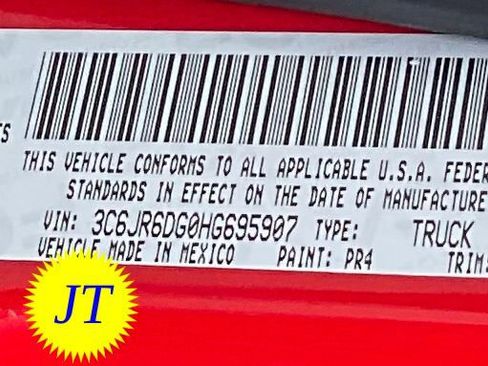 THIS VEHICLE CONFORMS TO ALL APPLICABLE U.S.A. FEDER
STANDARDS IN EFFECT ON THE DATE OF MANUFACTURE
VIN: 3C6JR6DG0HG695907 TYPE: TRUCK
VEHICLE MADE IN MEXICO PAINT: PR4 TRIM:
JT